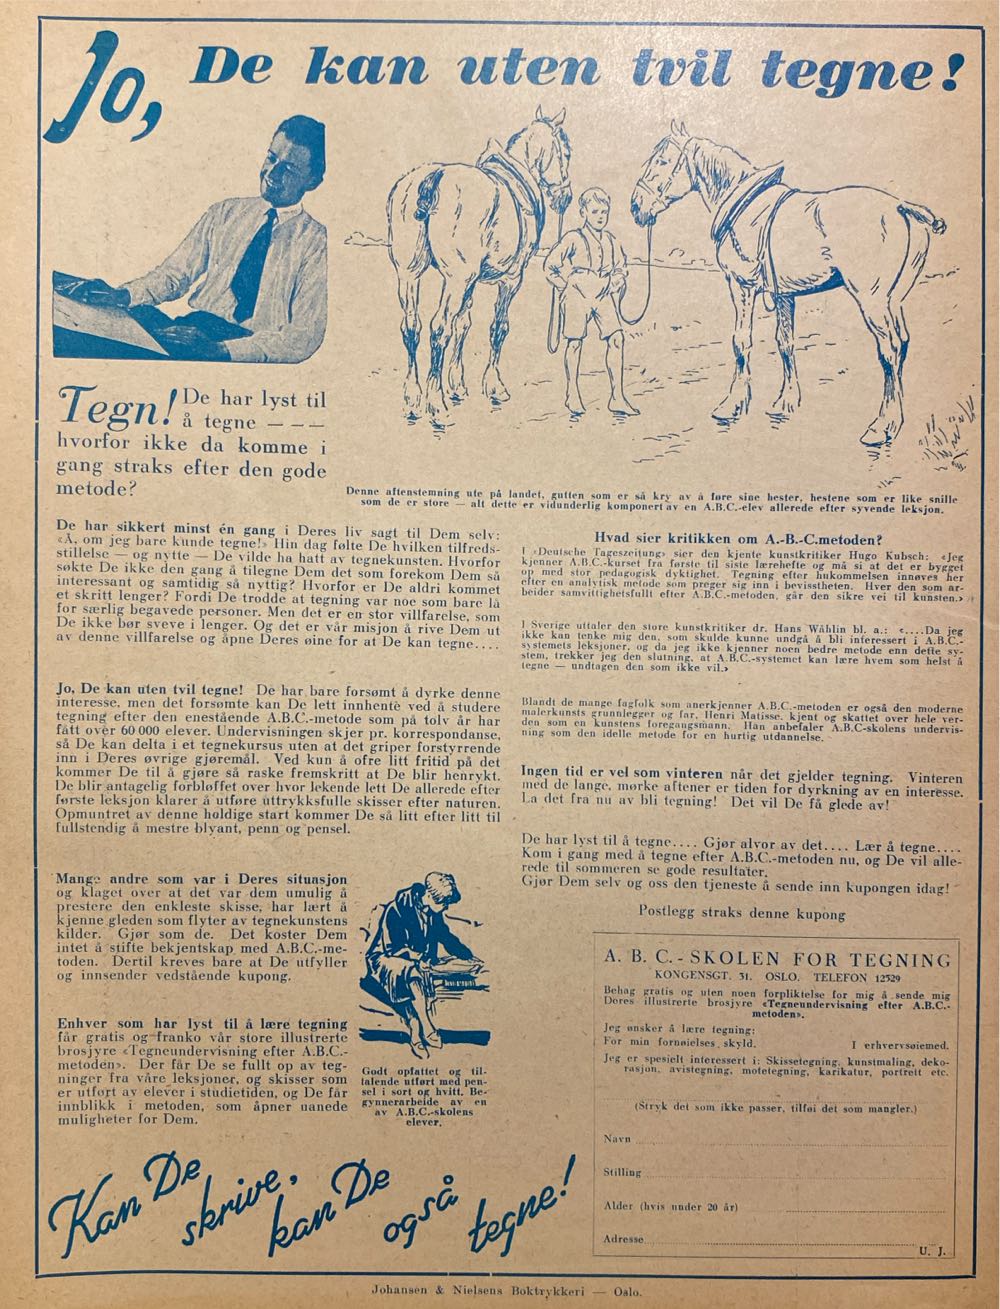 Jo, De kan uten tvil tegne!
Tegn! De har lyst til
å tegne — — —
hvorfor ikke da komme i
gang straks efter den gode
metode?
Denne aftenstemning ute på landet, gutten som er så kry av å føre sine hester, hestene som er like snille
som de er store — alt dette er vidunderlig komponert av en A.B.C.-elev allerede efter syvende leksjon.
De har sikkert minst én gang i Deres liv sagt til Dem selv:
«Å, om jeg bare kunde tegne!» Hin dag følte De hvilken tilfreds-
stillelse — og nytte — De vilde ha hatt av tegnekunsten. Hvorfor
søkte De ikke den gang å tilegne Dem det som forekom Dem så
interessant og samtidig så nyttig? Hvorfor er De aldri kommet
et skritt lenger? Fordi De trodde at tegning var noe som bare lå
for særlig begavede personer. Men det er en stor villfarelse, som
De ikke bør sveve i lenger. Og det er vår misjon å rive Dem ut
av denne villfarelse og åpne Deres øine for at De kan tegne....
Jo, De kan uten tvil tegne! De har bare forsømt å dyrke denne
interesse, men det forsømte kan De lett innhente ved å studere
tegning efter den enestående A.B.C.-metode som på tolv år har
fått over 60 000 elever. Undervisningen skjer pr. korrespondanse,
så De kan delta i et tegnekursus uten at det griper forstyrrende
inn i Deres øvrige gjøremål. Ved kun å ofre litt fritid på det
kommer De til å gjøre så raske fremskritt at De blir henrykt.
De blir antagelig forbløffet over hvor lekende lett De allerede efter
første leksjon klarer å utføre uttrykksfulle skisser efter naturen.
Opmuntret av denne heldige start kommer De så litt efter litt til
fullstendig å mestre blyant, penn og pensel.
Mange andre som var i Deres situasjon
og klaget over at det var dem umulig å
prestere den enkleste skisse, har lært å
kjenne gleden som flyter av tegnekunstens
kilder. Gjør som de. Det koster Dem
intet å stifte bekjentskap med A.B.C.-me-
toden. Dertil kreves bare at De utfyller
og innsender vedstående kupong.
Enhver som har lyst til å lære tegning
får gratis og franko vår store illustrerte
brosjyre «Tegneundervisning efter A.B.C.-
metoden». Der får De se fullt op av teg-
ninger fra våre leksjoner, og skisser som
er utført av elever i studietiden, og De får
innblikk i metoden, som åpner uanede
muligheter for Dem.
Godt opfattet og til-
talende utført med pen-
sel i sort og hvitt. Be-
gynnerarbeide av en
av A.B.C.-skolens
elever.
Hvad sier kritikken om A.-B.-C.metoden?
I «Deutsche Tageszeitung» sier den kjente kunstkritiker Hugo Kubsch: «Jeg
kjenner A.B.C.-kurset fra første til siste lærehefte og må si at det er bygget
op med stor pedagogisk dyktighet. Tegning efter hukommelsen innøves her
efter en analytisk metode som preger sig inn i bevisstheten. Hver den som ar-
beider samvittighetsfullt efter A.B.C.-metoden, går den sikre vei til kunsten.»
I Sverige uttaler den store kunstkritiker dr. Hans Wåhlin bl. a.: «....Da jeg
ikke kan tenke mig den, som skulde kunne undgå å bli interessert i A.B.C.-
systemets leksjoner, og da jeg ikke kjenner noen bedre metode enn dette sy-
stem, trekker jeg den slutning, at A.B.C.-systemet kan lære hvem som helst å
tegne — undtagen den som ikke vil.»
Blandt de mange fagfolk som anerkjenner A.B.C.-metoden er også den moderne
malerkunsts grunnlegger og far, Henri Matisse, kjent og skattet over hele ver-
den som en kunstens foregangsmann. Han anbefaler A.B.C-skolens undervis-
ning som den idelle metode for en hurtig utdannelse.
Ingen tid er vel som vinteren når det gjelder tegning. Vinteren
med de lange, mørke aftener er tiden for dyrkning av en interesse.
La det fra nu av bli tegning! Det vil De få glede av!
De har lyst til å tegne.... Gjør alvor av det.... Lær å tegne....
Kom i gang med å tegne efter A.B.C.-metoden nu, og De vil alle-
rede til sommeren se gode resultater.
Gjør Dem selv og oss den tjeneste å sende inn kupongen idag!
Postlegg straks denne kupong
A. B. C. - SKOLEN FOR TEGNING
KONGENSGT. 31. OSLO. TELEFON 12529
Behag gratis og uten noen forpliktelse for mig å sende mig
Deres illustrerte brosjyre «Tegneundervisning efter A.B.C.-
metoden».
Jeg ønsker å lære tegning:
For min fornøielses skyld. I erhvervsøiemed.
Jeg er spesielt interessert i: Skissetegning, kunstmaling, deko-
rasjon, avistegning, motetegning, karikatur, portrett etc.
(Stryk det som ikke passer, tilføi det som mangler.)
Navn
Stilling
Alder (hvis under 20 år)
Adresse
U. J.
Kan De skrive, kan De også tegne!
Johansen & Nielsens Boktrykkeri — Oslo.